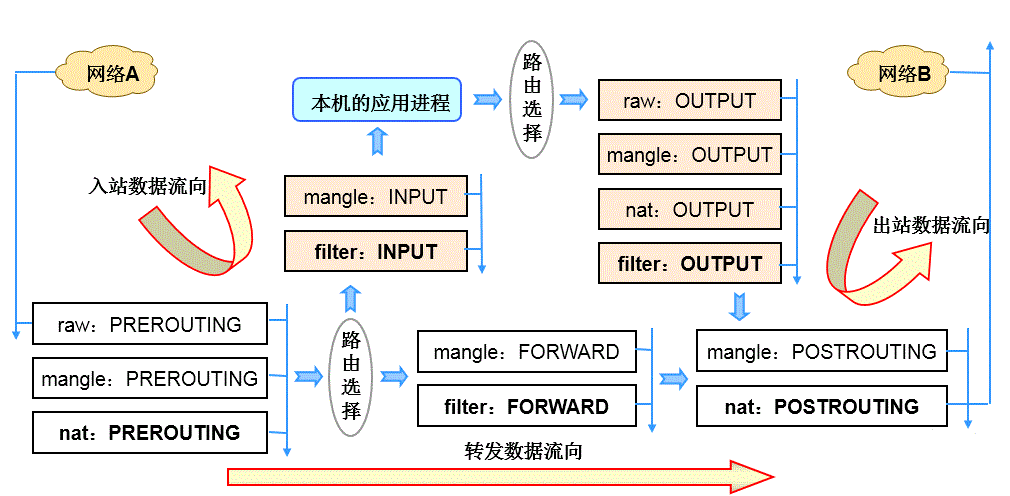 网络A
网络B
本机的应用进程
路由选择
raw：OUTPUT
mangle：OUTPUT
nat：OUTPUT
filter：OUTPUT
入站数据流向
mangle：INPUT
filter：INPUT
出站数据流向
raw：PREROUTING
mangle：PREROUTING
nat：PREROUTING
路由选择
mangle：FORWARD
filter：FORWARD
mangle：POSTROUTING
nat：POSTROUTING
转发数据流向